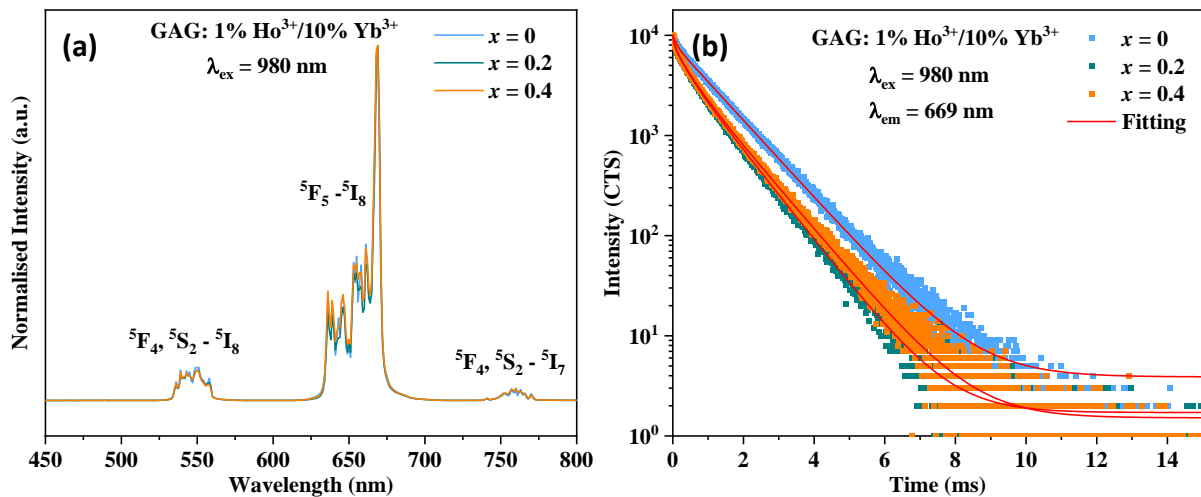 (a)
GAG: 1% Ho³⁺/10% Yb³⁺
λₑₓ = 980 nm
x = 0
x = 0.2
x = 0.4
⁵F₅ -⁵I₈
⁵F₄, ⁵S₂ - ⁵I₈
⁵F₄, ⁵S₂ - ⁵I₇
Normalised Intensity (a.u.)
450 500 550 600 650 700 750 800
Wavelength (nm)
(b)
GAG: 1% Ho³⁺/10% Yb³⁺
λₑₓ = 980 nm
λₑₘ = 669 nm
x = 0
x = 0.2
x = 0.4
Fitting
Intensity (CTS)
10⁴
10³
10²
10¹
10⁰
0 2 4 6 8 10 12 14
Time (ms)